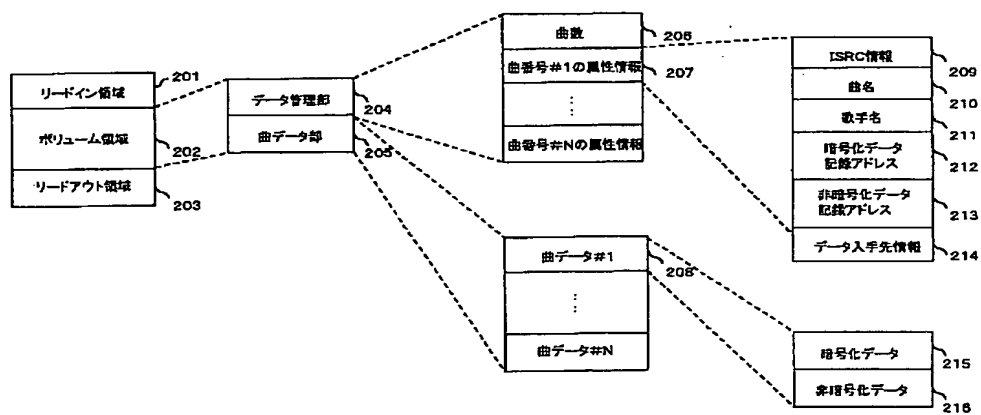 リードイン領域
201
ボリューム領域
202
リードアウト領域
203
データ管理部
204
曲データ部
205
曲数
206
曲番号#1の属性情報
207
⋮
曲番号#Nの属性情報
曲データ#1
208
⋮
曲データ#N
ISRC情報
209
曲名
210
歌手名
211
暗号化データ
記録アドレス
212
非暗号化データ
記録アドレス
213
データ入手先情報
214
暗号化データ
215
非暗号化データ
216